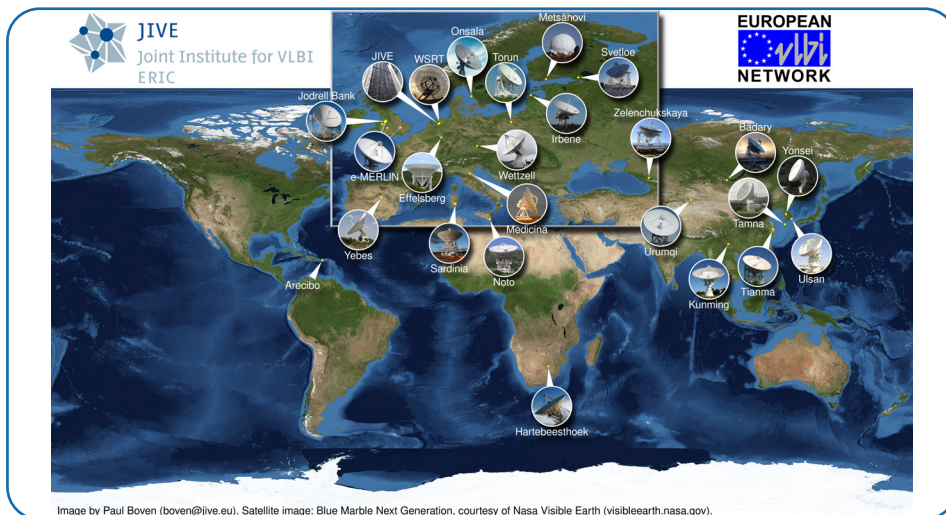 JIVE
Joint Institute for VLBI
ERIC
EUROPEAN
vlbi
NETWORK
Metsähovi
Onsala
JIVE
WSRT
Torun
Svetloe
Jodrell Bank
Zelenchukskaya
Irbene
Badary
Yonsei
e-MERLIN
Wettzell
Effelsberg
Tamna
Medicina
Yebes
Urumqi
Sardinia
Noto
Ulsan
Arecibo
Tianma
Kunming
Hartebeesthoek
Image by Paul Boven (boven@jive.eu). Satellite image: Blue Marble Next Generation, courtesy of Nasa Visible Earth (visibleearth.nasa.gov).